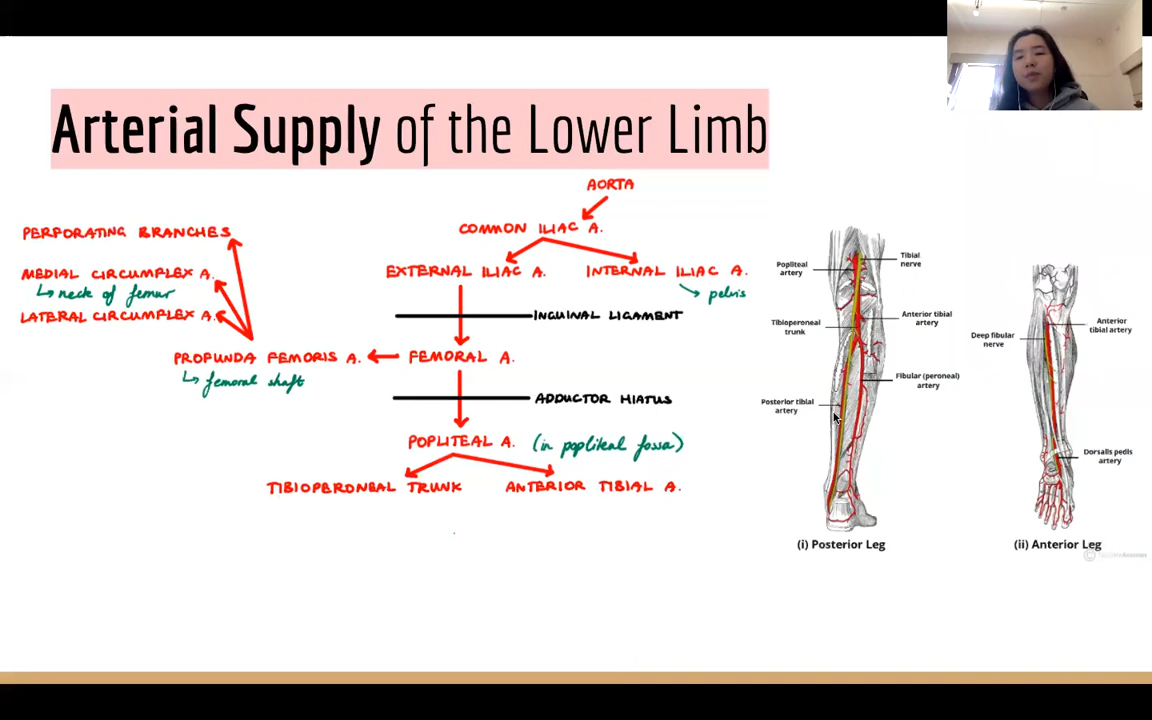 Arterial Supply of the Lower Limb
AORTA
COMMON ILIAC A.
EXTERNAL ILIAC A.
INTERNAL ILIAC A.
pelvis
INGUINAL LIGAMENT
FEMORAL A.
PROFUNDA FEMORIS A.
femoral shaft
PERFORATING BRANCHES
MEDIAL CIRCUMPLEX A.
neck of femur
LATERAL CIRCUMPLEX A.
ADDUCTOR HIATUS
POPLITEAL A. (in popliteal fossa)
TIBIOPERONEAL TRUNK
ANTERIOR TIBIAL A.
Popliteal
artery
Tibial
nerve
Tibioperoneal
trunk
Anterior tibial
artery
Fibular (peroneal)
artery
Posterior tibial
artery
(i) Posterior Leg
Deep fibular
nerve
Anterior
tibial artery
Dorsalis pedis
artery
(ii) Anterior Leg